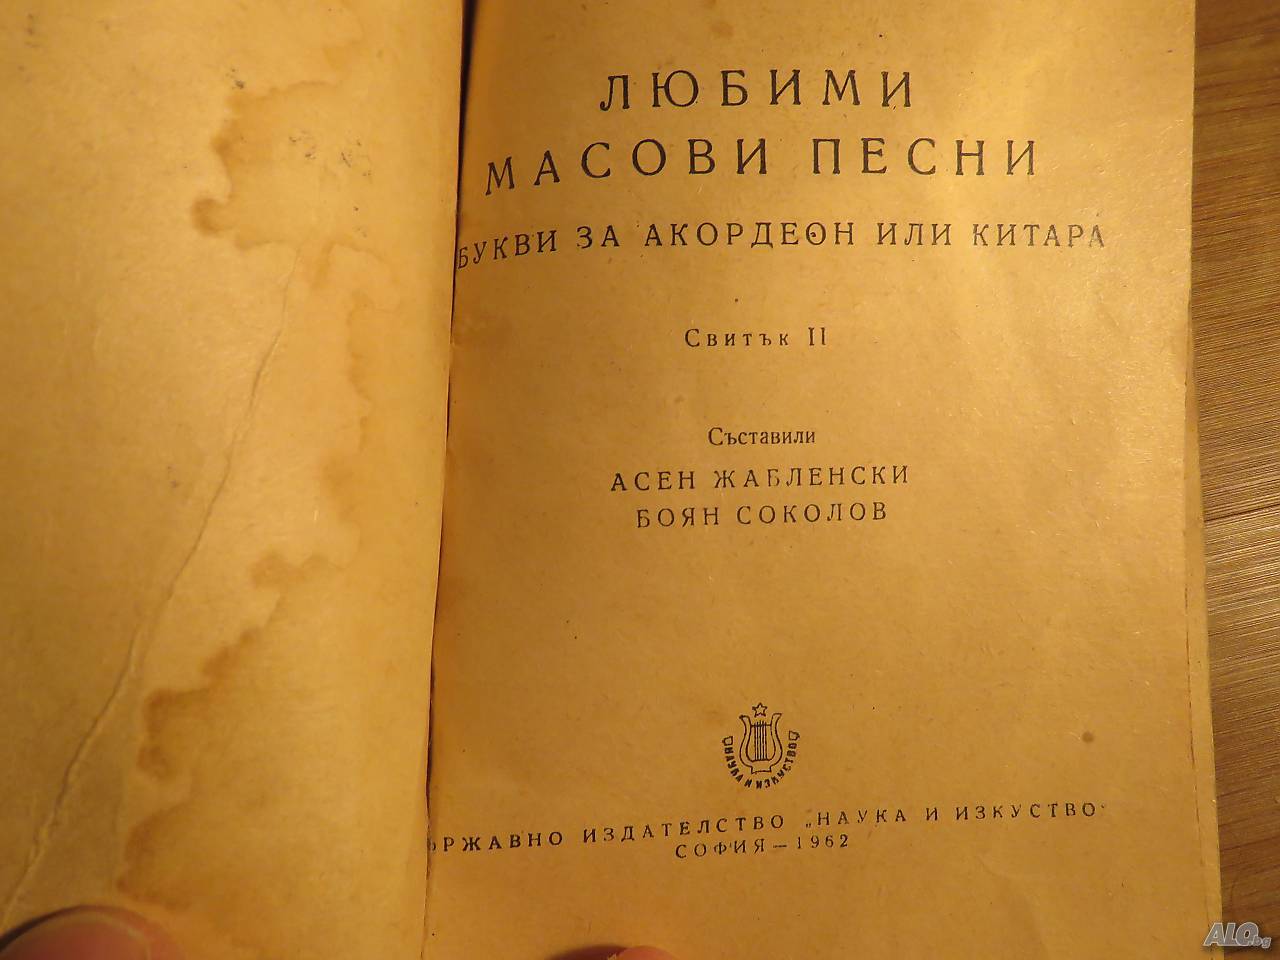 ЛЮБИМИ
МАСОВИ ПЕСНИ
БУКВИ ЗА АКОРДЕОН ИЛИ КИТАРА
Свитък II
Съставили
АСЕН ЖАБЛЕНСКИ
БОЯН СОКОЛОВ
НАУКА И ИЗКУСТВО
ЪРЖАВНО ИЗДАТЕЛСТВО „НАУКА И ИЗКУСТВО“
СОФИЯ — 1962
ALO.bg